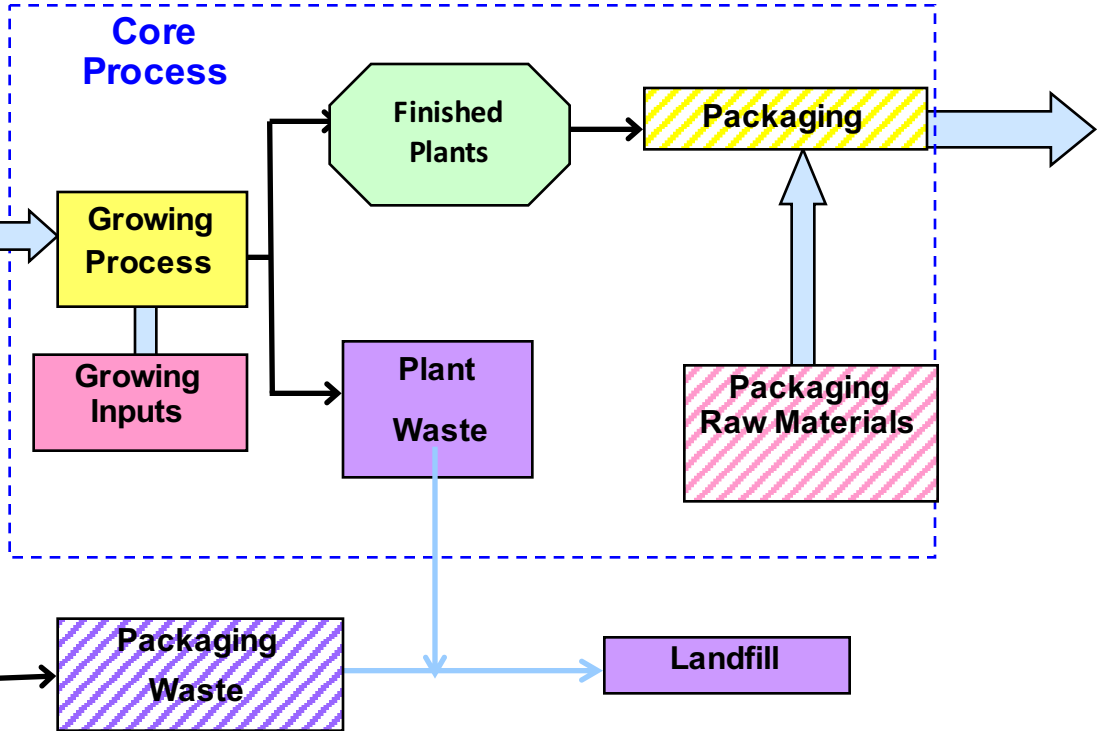 Core
Process
Finished
Plants
Packaging
Growing
Process
Growing
Inputs
Plant
Waste
Packaging
Raw Materials
Packaging
Waste
Landfill